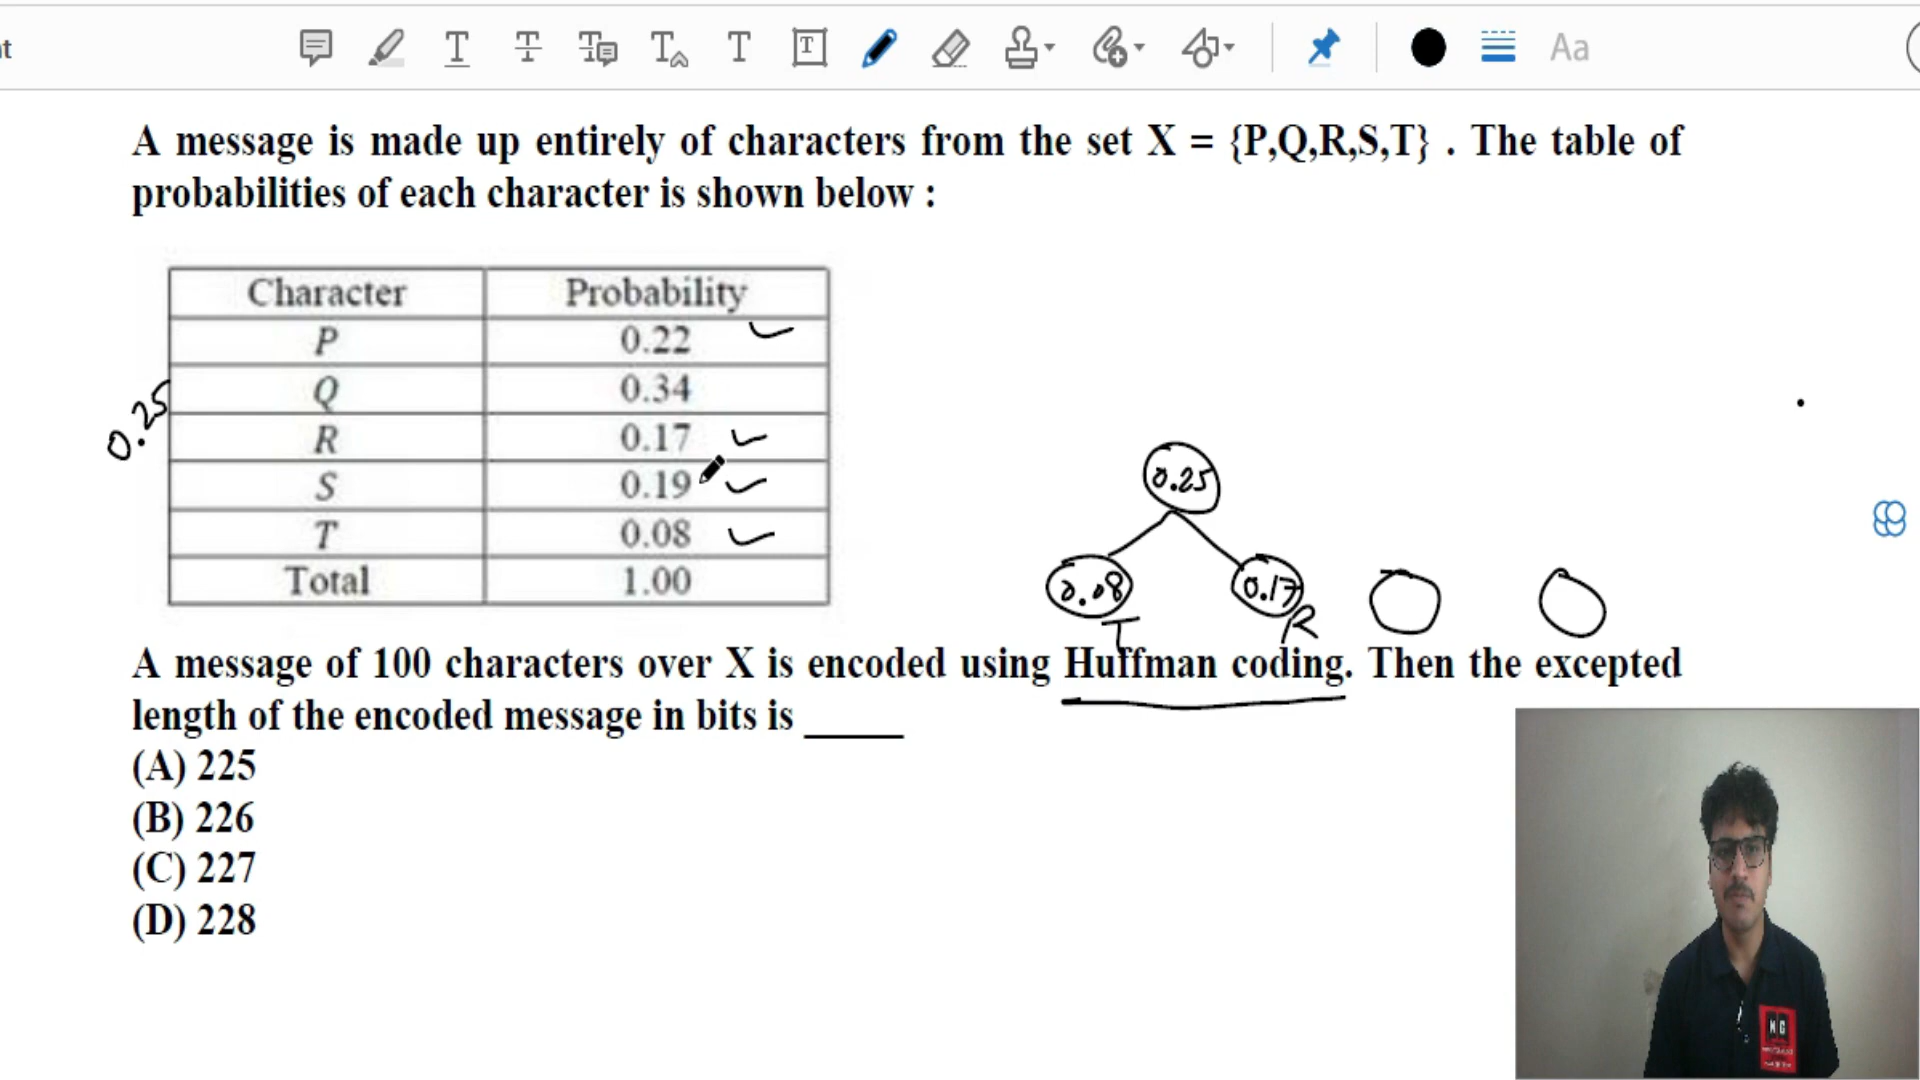 t
T
T
T
T
T
T
Aa
A message is made up entirely of characters from the set X = {P,Q,R,S,T} . The table of
probabilities of each character is shown below :
Character Probability
P 0.22
Q 0.34
R 0.17
S 0.19
T 0.08
Total 1.00
0.25
0.25
0.08 0.17
T R
A message of 100 characters over X is encoded using Huffman coding. Then the excepted
length of the encoded message in bits is _____
(A) 225
(B) 226
(C) 227
(D) 228
NG